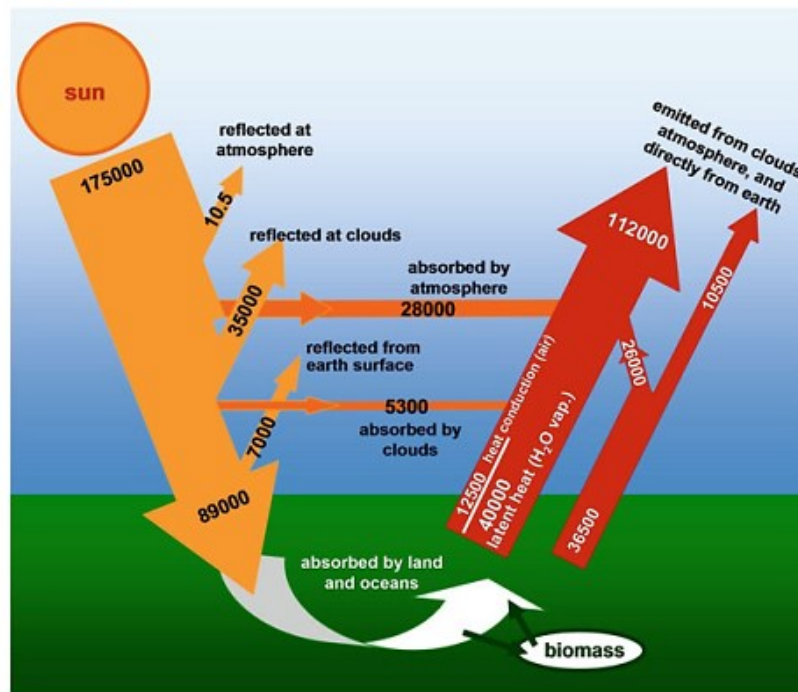 sun
175000
reflected at
atmosphere
10.5
reflected at clouds
35000
absorbed by
atmosphere
28000
reflected from
earth surface
7000
5300
absorbed by
clouds
89000
absorbed by land
and oceans
biomass
12500 heat conduction (air)
40000
latent heat (H₂O vap.)
112000
36500
26000
10500
emitted from clouds,
atmosphere, and
directly from earth